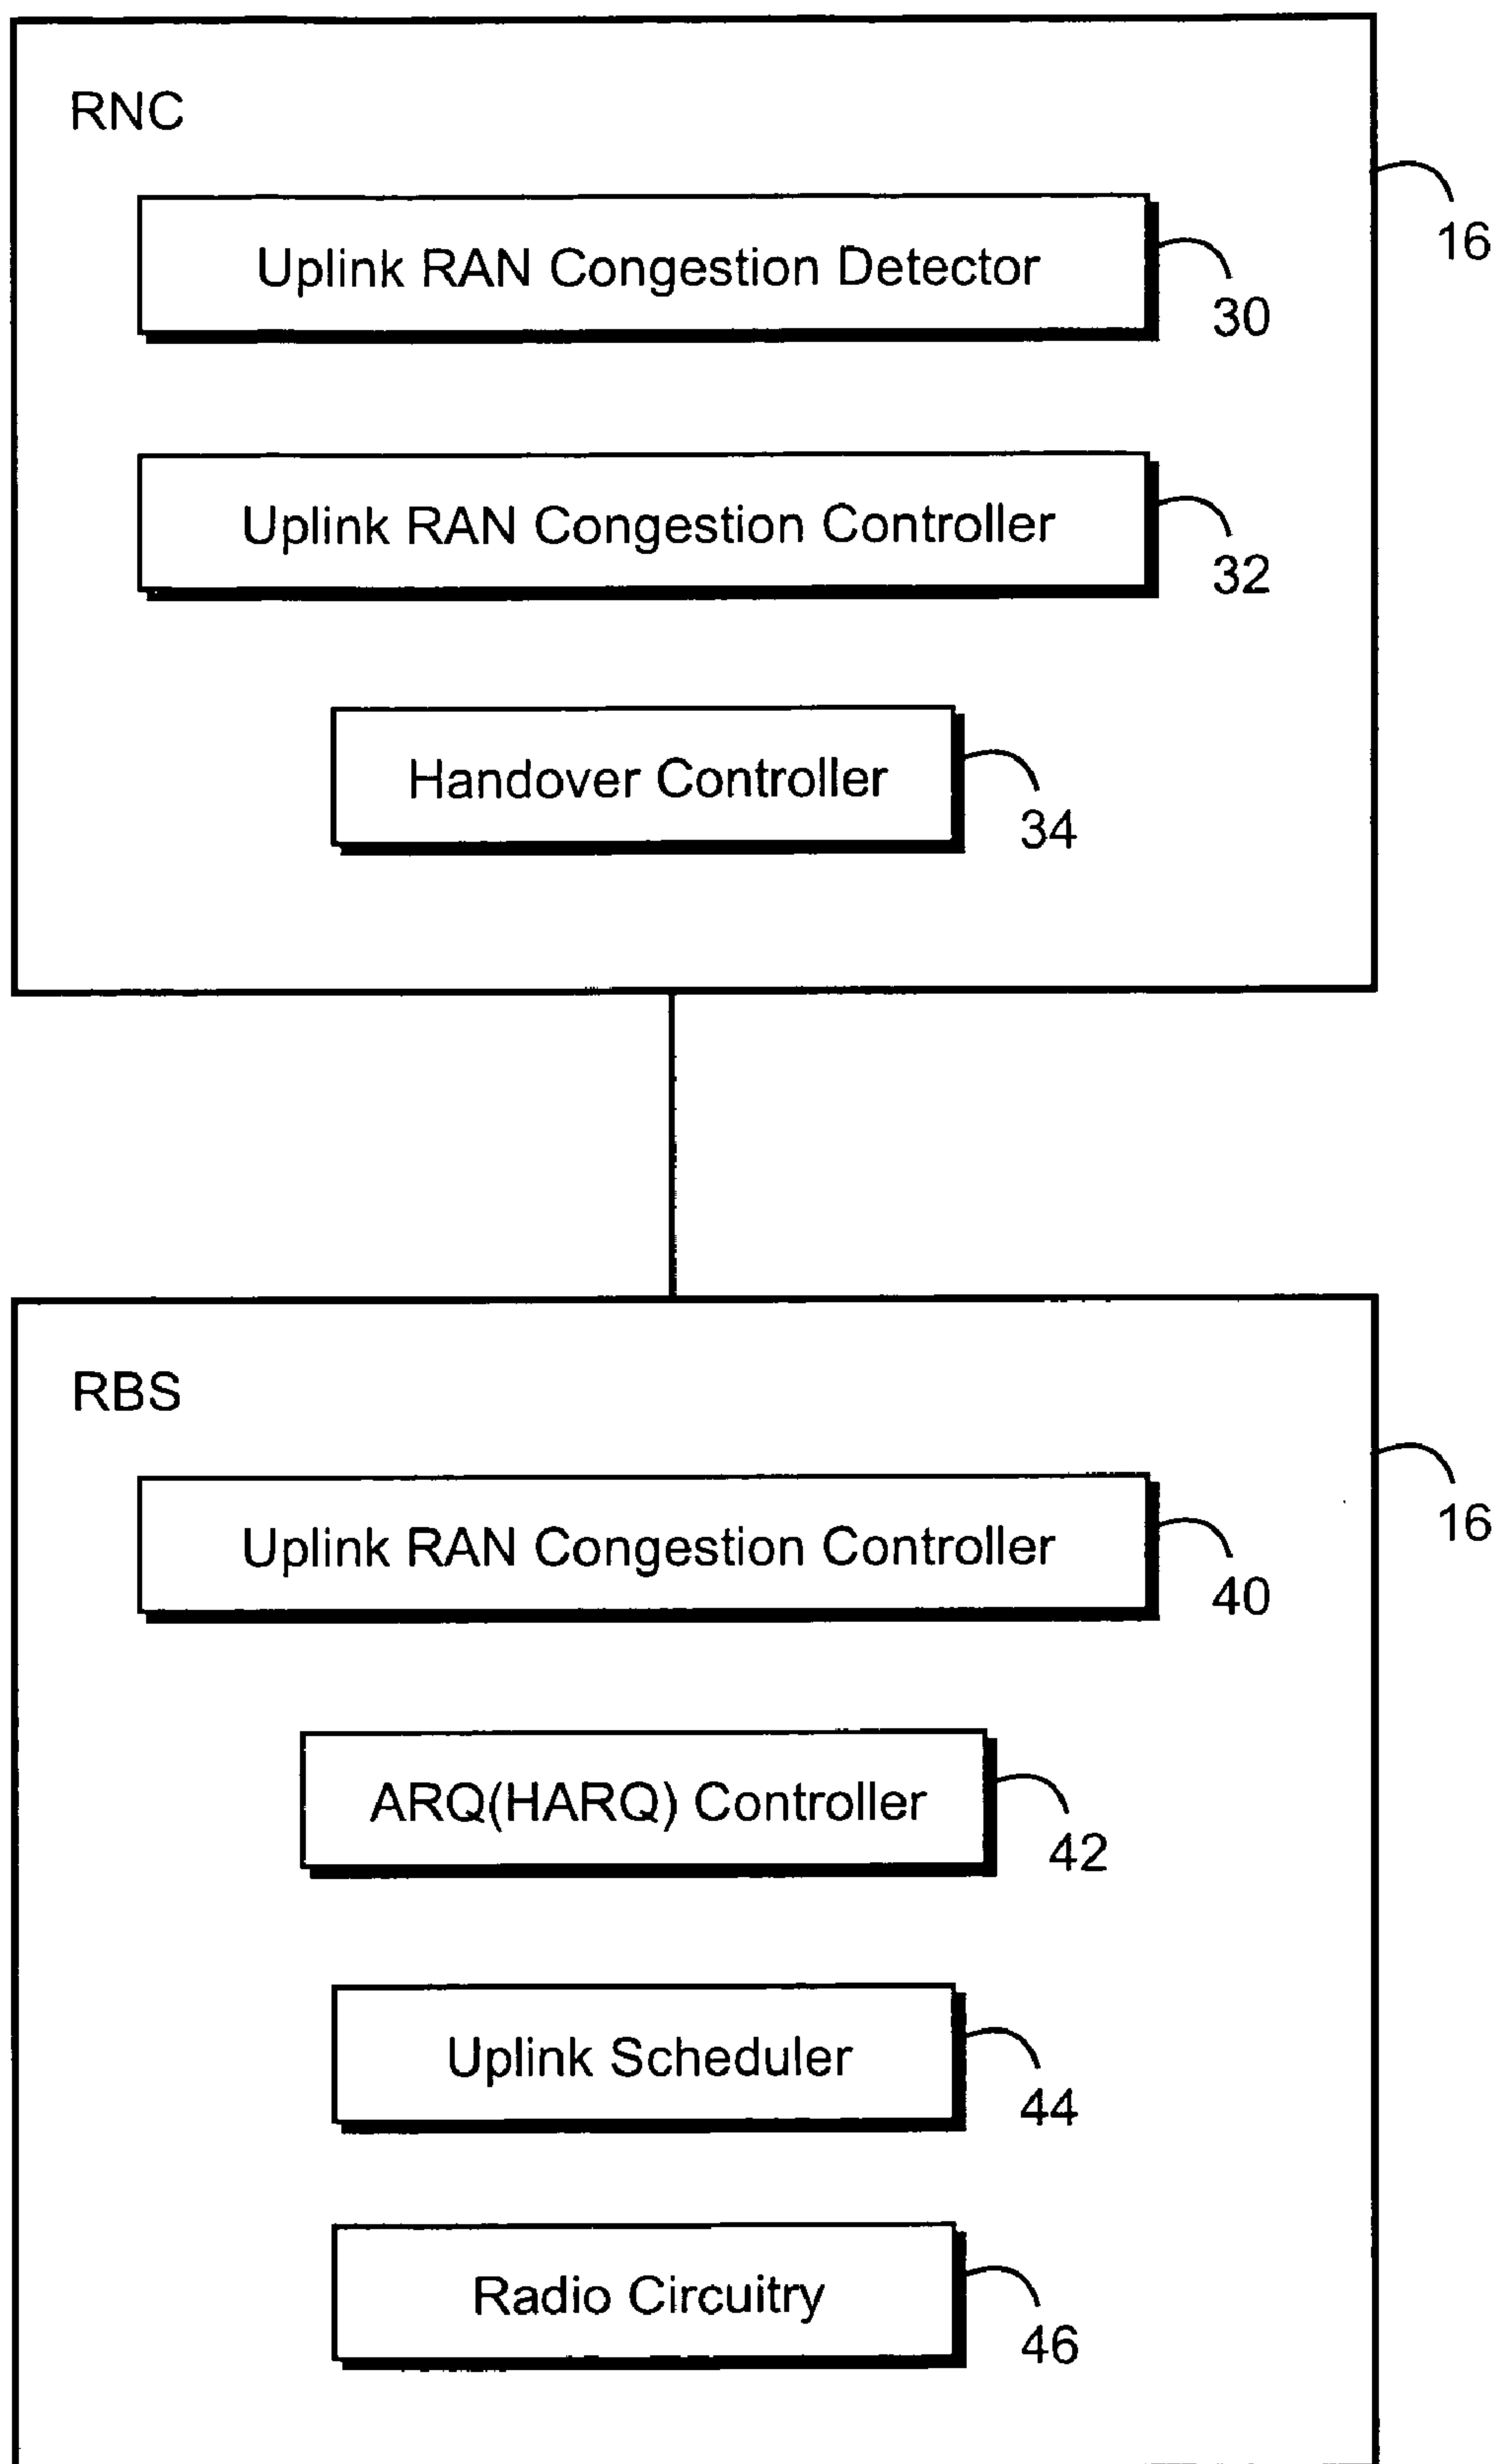 RNC
16
Uplink RAN Congestion Detector
30
Uplink RAN Congestion Controller
32
Handover Controller
34
RBS
16
Uplink RAN Congestion Controller
40
ARQ(HARQ) Controller
42
Uplink Scheduler
44
Radio Circuitry
46